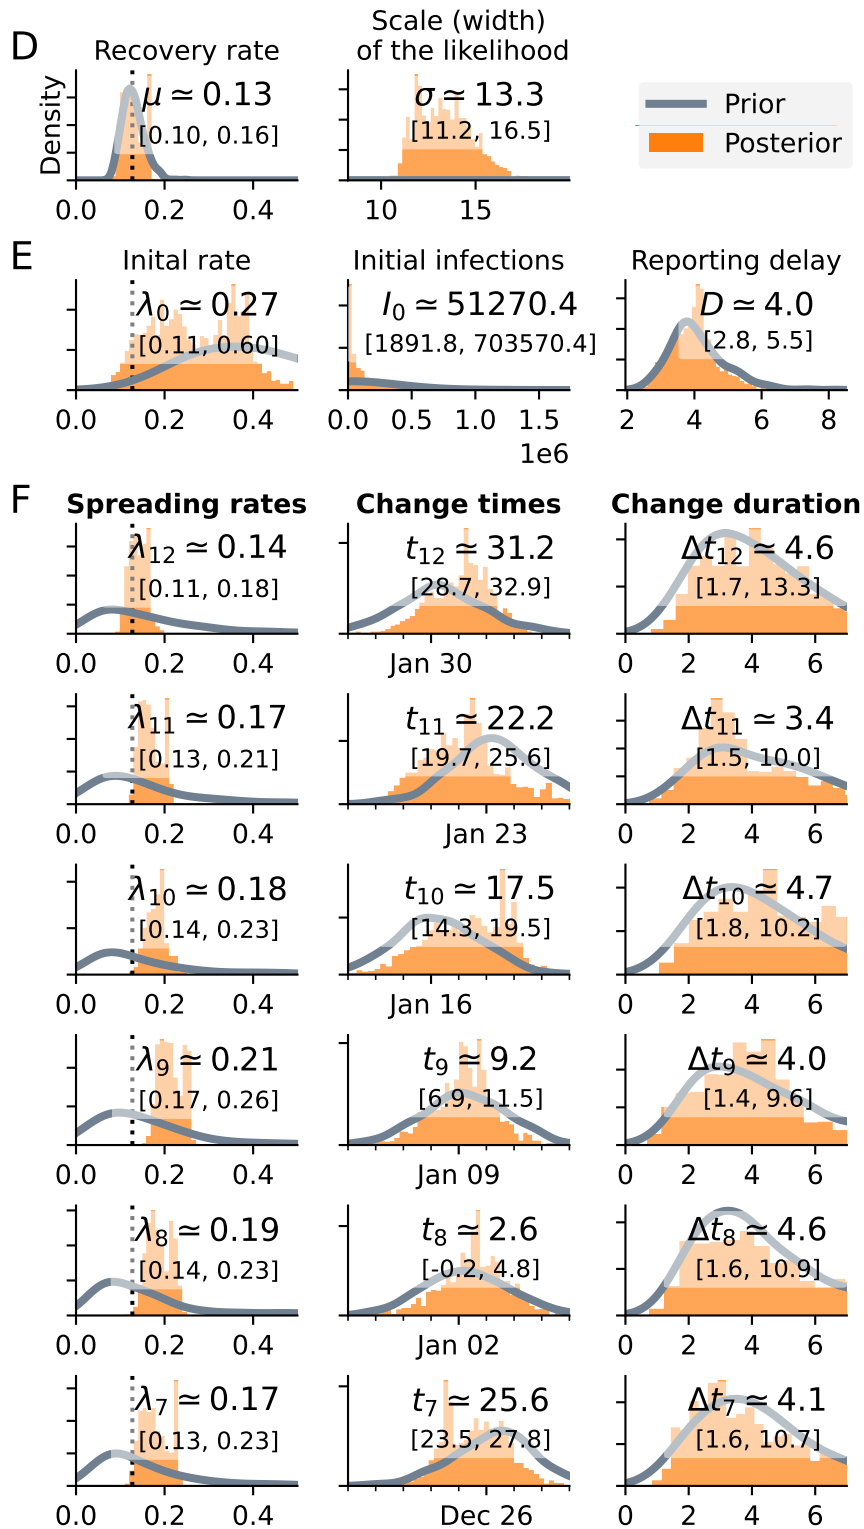 D
Recovery rate
Scale (width)
of the likelihood
Density
μ ≃ 0.13
[0.10, 0.16]
σ ≃ 13.3
[11.2, 16.5]
Prior
Posterior
0.0 0.2 0.4
10 15
E
Inital rate
Initial infections
Reporting delay
λ0 ≃ 0.27
[0.11, 0.60]
I0 ≃ 51270.4
[1891.8, 703570.4]
D ≃ 4.0
[2.8, 5.5]
0.0 0.2 0.4
0.0 0.5 1.0 1.5
1e6
2 4 6 8
F
Spreading rates
Change times
Change duration
λ12 ≃ 0.14
[0.11, 0.18]
t12 ≃ 31.2
[28.7, 32.9]
Δt12 ≃ 4.6
[1.7, 13.3]
0.0 0.2 0.4
Jan 30
0 2 4 6
λ11 ≃ 0.17
[0.13, 0.21]
t11 ≃ 22.2
[19.7, 25.6]
Δt11 ≃ 3.4
[1.5, 10.0]
0.0 0.2 0.4
Jan 23
0 2 4 6
λ10 ≃ 0.18
[0.14, 0.23]
t10 ≃ 17.5
[14.3, 19.5]
Δt10 ≃ 4.7
[1.8, 10.2]
0.0 0.2 0.4
Jan 16
0 2 4 6
λ9 ≃ 0.21
[0.17, 0.26]
t9 ≃ 9.2
[6.9, 11.5]
Δt9 ≃ 4.0
[1.4, 9.6]
0.0 0.2 0.4
Jan 09
0 2 4 6
λ8 ≃ 0.19
[0.14, 0.23]
t8 ≃ 2.6
[-0.2, 4.8]
Δt8 ≃ 4.6
[1.6, 10.9]
0.0 0.2 0.4
Jan 02
0 2 4 6
λ7 ≃ 0.17
[0.13, 0.23]
t7 ≃ 25.6
[23.5, 27.8]
Δt7 ≃ 4.1
[1.6, 10.7]
0.0 0.2 0.4
Dec 26
0 2 4 6